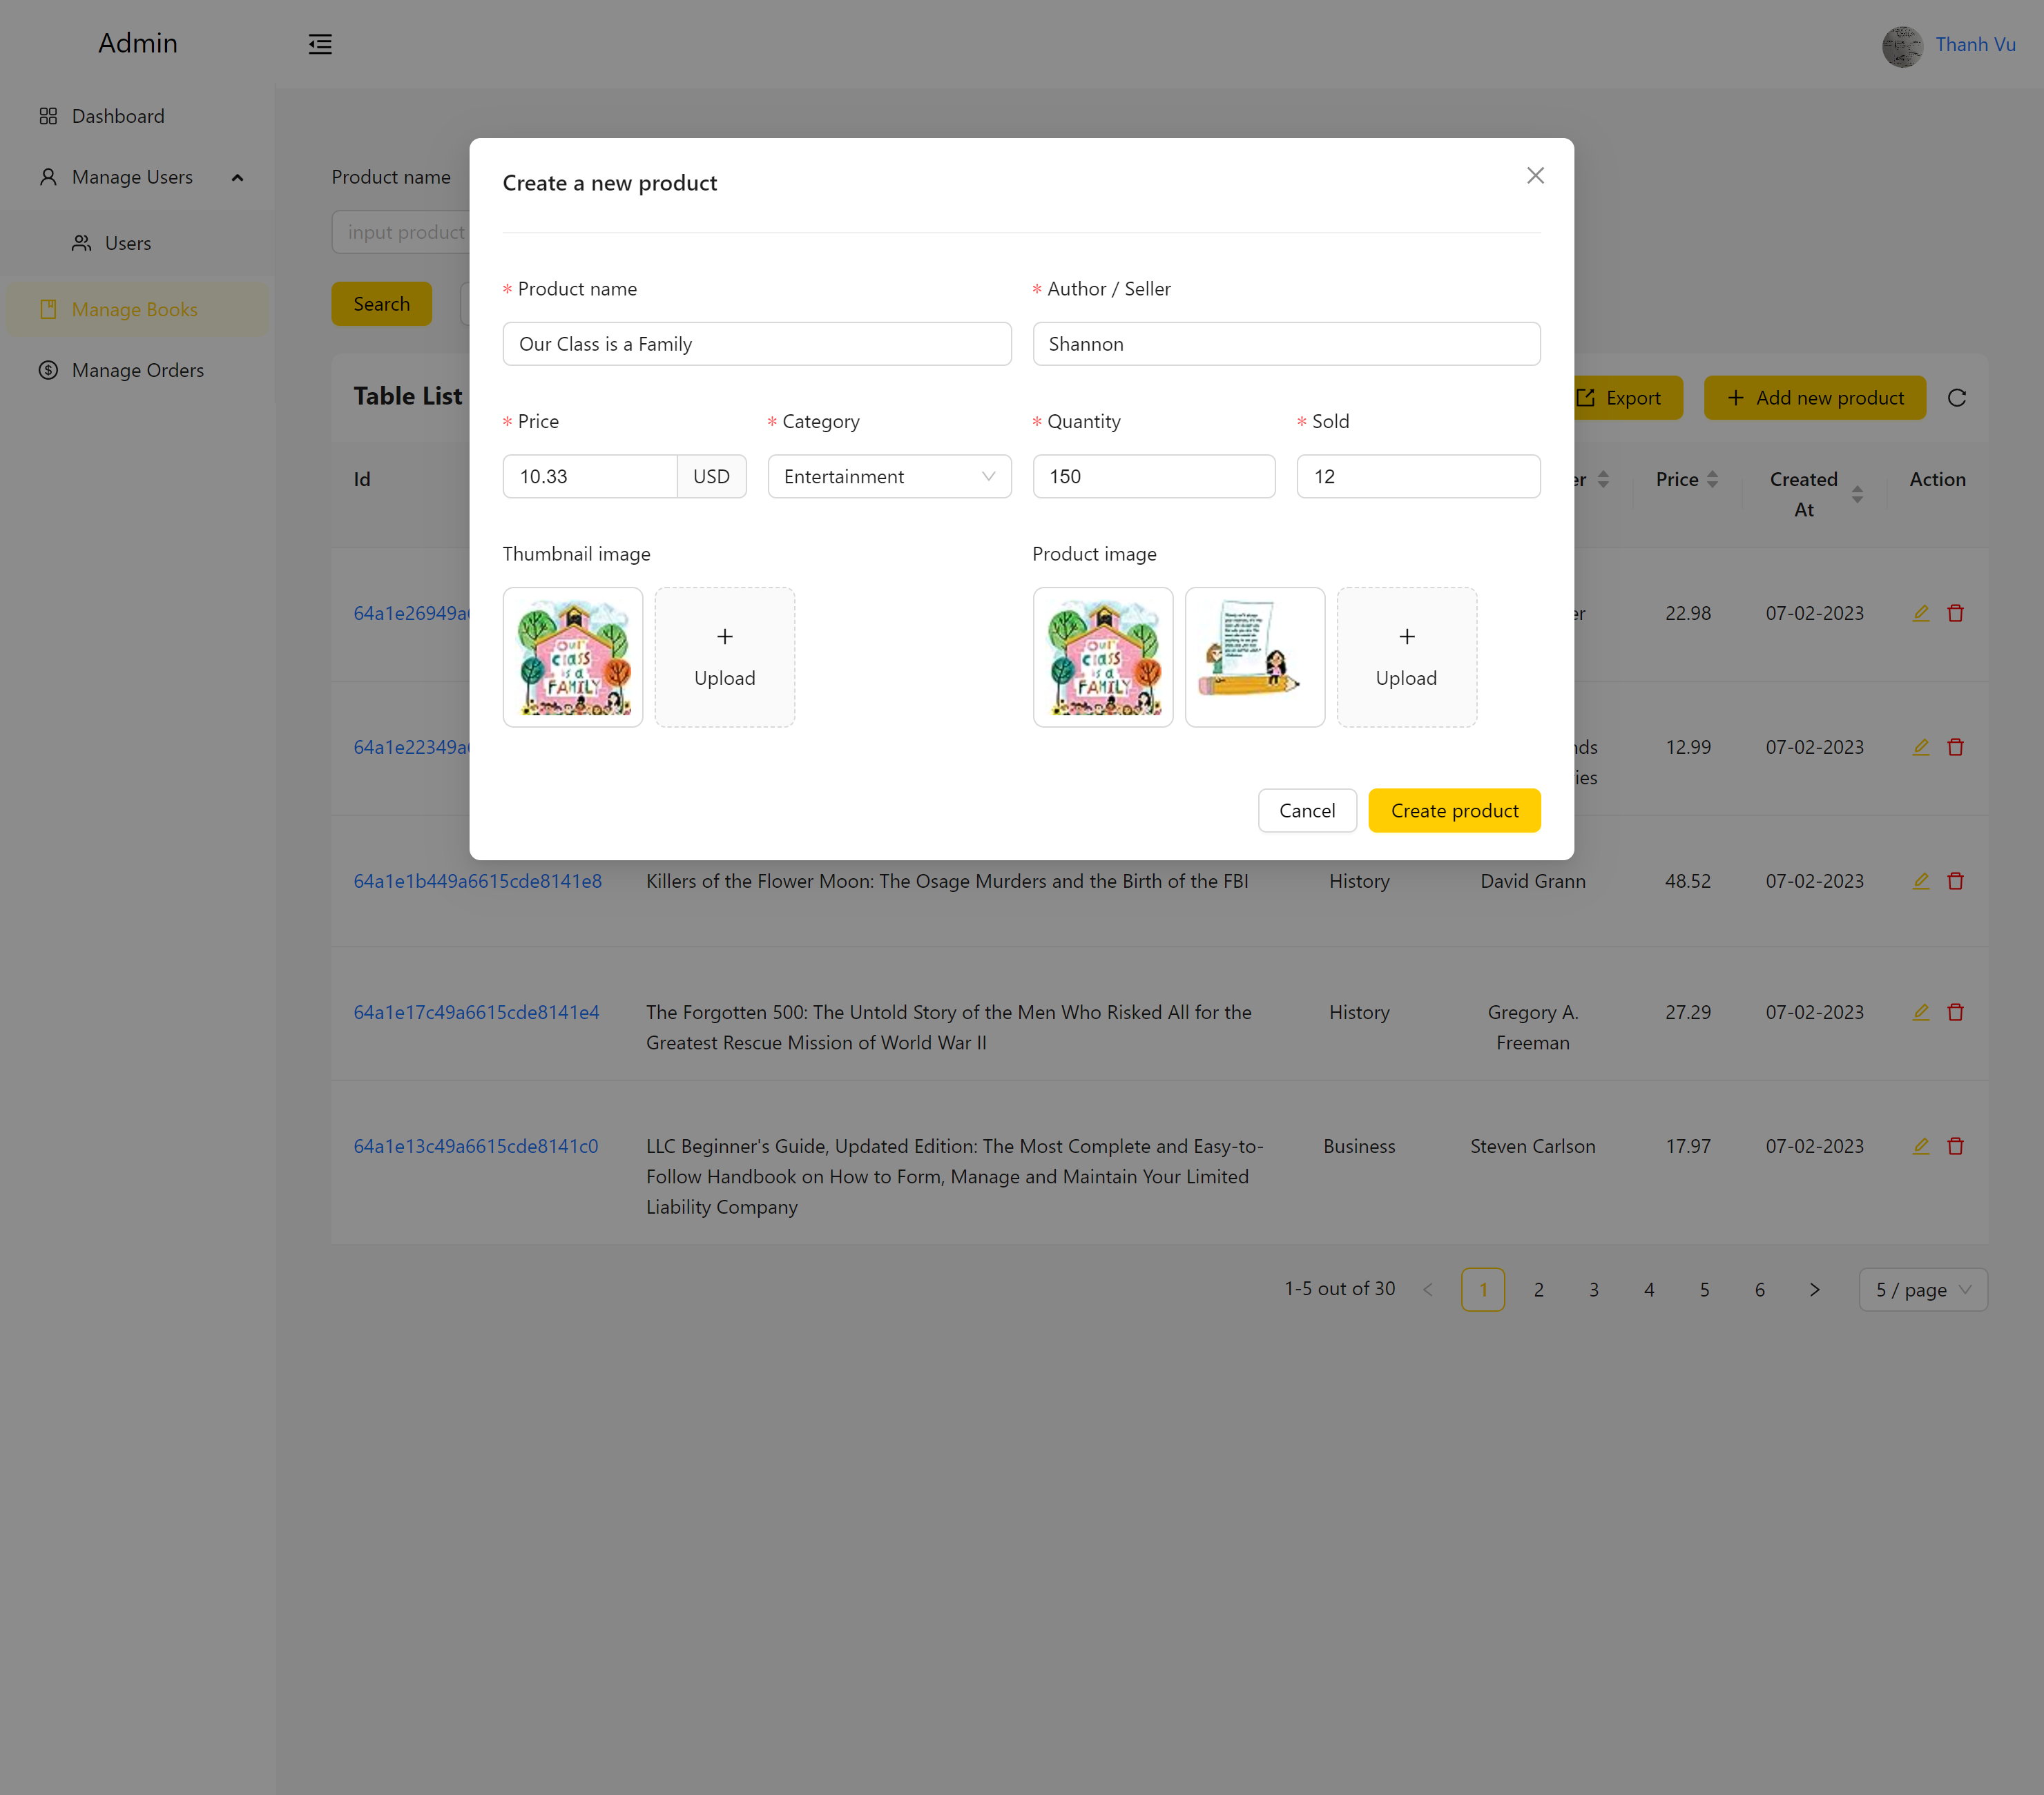 Admin
Thanh Vu
Dashboard
Manage Users
Users
Manage Books
Manage Orders
Product name
input product
Search
Table List
Export
Add new product
Id
er
Price
Created
At
Action
64a1e26949a
er
22.98
07-02-2023
64a1e22349a
nds
ies
12.99
07-02-2023
Create a new product
* Product name
* Author / Seller
Our Class is a Family
Shannon
* Price
* Category
* Quantity
* Sold
10.33
USD
Entertainment
150
12
Thumbnail image
Product image
OUR
CLASS
is a
FAMILY
Upload
OUR
CLASS
is a
FAMILY
Upload
Cancel
Create product
64a1e1b449a6615cde8141e8
Killers of the Flower Moon: The Osage Murders and the Birth of the FBI
History
David Grann
48.52
07-02-2023
64a1e17c49a6615cde8141e4
The Forgotten 500: The Untold Story of the Men Who Risked All for the
Greatest Rescue Mission of World War II
History
Gregory A.
Freeman
27.29
07-02-2023
64a1e13c49a6615cde8141c0
LLC Beginner's Guide, Updated Edition: The Most Complete and Easy-to-
Follow Handbook on How to Form, Manage and Maintain Your Limited
Liability Company
Business
Steven Carlson
17.97
07-02-2023
1-5 out of 30
1
2
3
4
5
6
5 / page